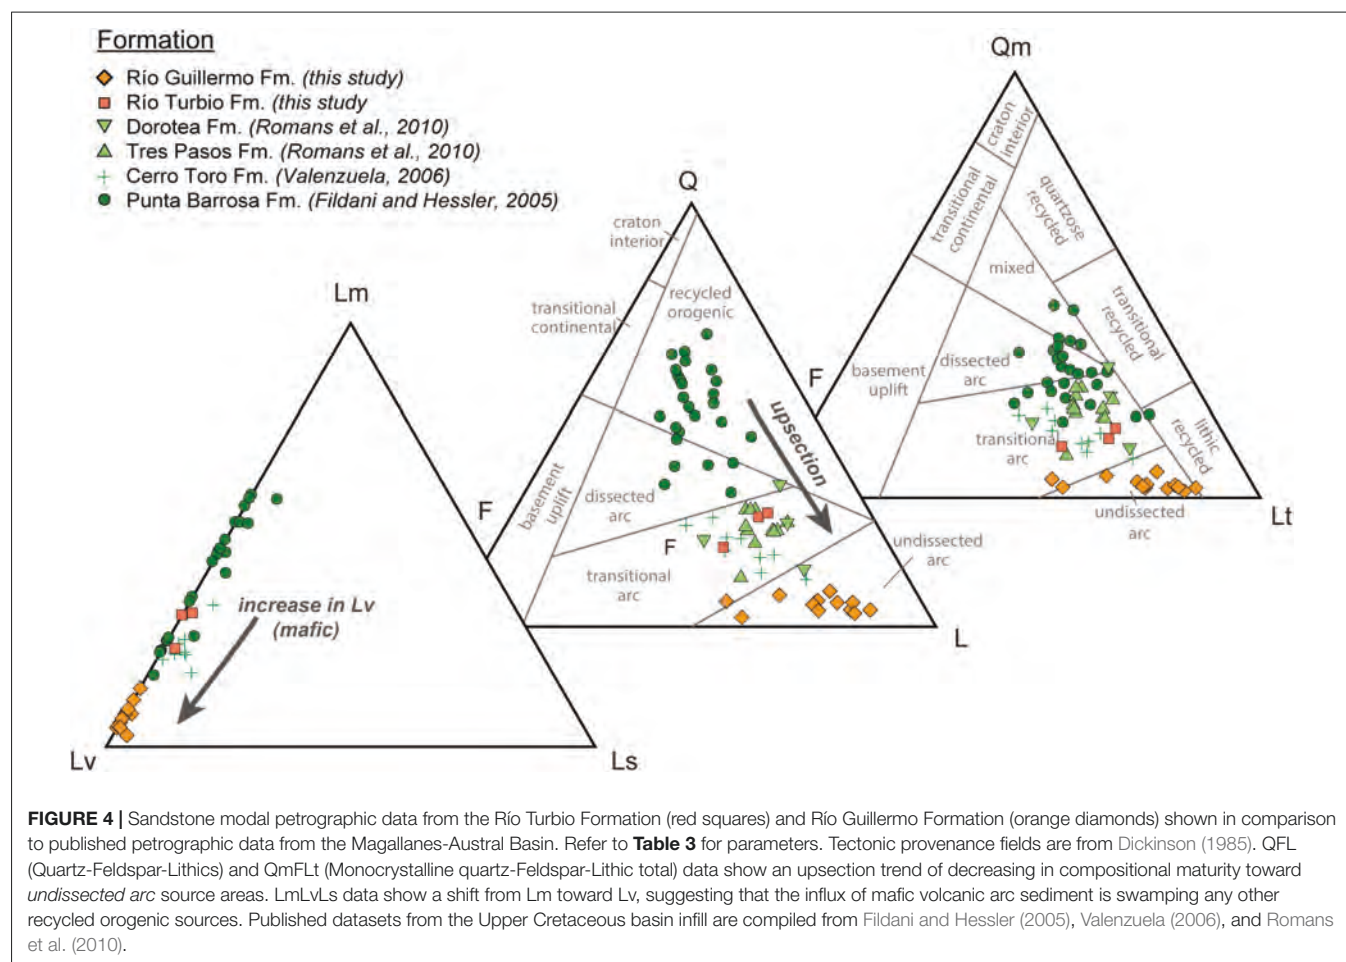 Formation
Río Guillermo Fm. (this study)
Río Turbio Fm. (this study
Dorotea Fm. (Romans et al., 2010)
Tres Pasos Fm. (Romans et al., 2010)
Cerro Toro Fm. (Valenzuela, 2006)
Punta Barrosa Fm. (Fildani and Hessler, 2005)
Lm
increase in Lv
(mafic)
Lv
Ls
Q
craton
interior
transitional
continental
recycled
orogenic
F
basement
uplift
dissected
arc
upsection
F
transitional
arc
undissected
arc
L
Qm
craton
interior
transitional
continental
quartzose
recycled
mixed
transitional
recycled
F
basement
uplift
dissected
arc
transitional
arc
lithic
recycled
undissected
arc
Lt
FIGURE 4 | Sandstone modal petrographic data from the Río Turbio Formation (red squares) and Río Guillermo Formation (orange diamonds) shown in comparison
to published petrographic data from the Magallanes-Austral Basin. Refer to Table 3 for parameters. Tectonic provenance fields are from Dickinson (1985). QFL
(Quartz-Feldspar-Lithics) and QmFLt (Monocrystalline quartz-Feldspar-Lithic total) data show an upsection trend of decreasing in compositional maturity toward
undissected arc source areas. LmLvLs data show a shift from Lm toward Lv, suggesting that the influx of mafic volcanic arc sediment is swamping any other
recycled orogenic sources. Published datasets from the Upper Cretaceous basin infill are compiled from Fildani and Hessler (2005), Valenzuela (2006), and Romans
et al. (2010).